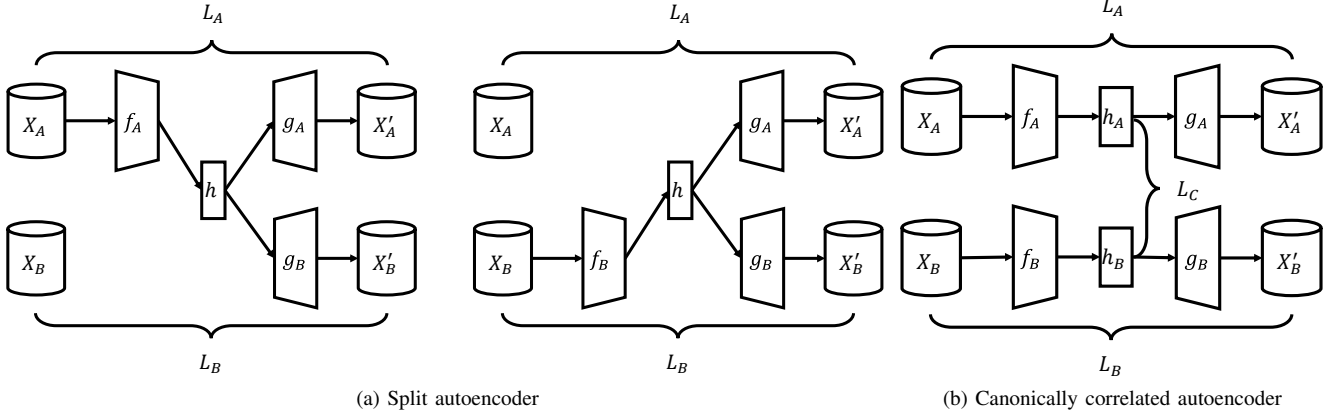 L_A L_A L_A
X_A f_A g_A X'_A X_A g_A X'_A X_A f_A h_A g_A X'_A
h h L_C
X_B g_B X'_B X_B f_B g_B X'_B X_B f_B h_B g_B X'_B
L_B L_B L_B
(a) Split autoencoder (b) Canonically correlated autoencoder